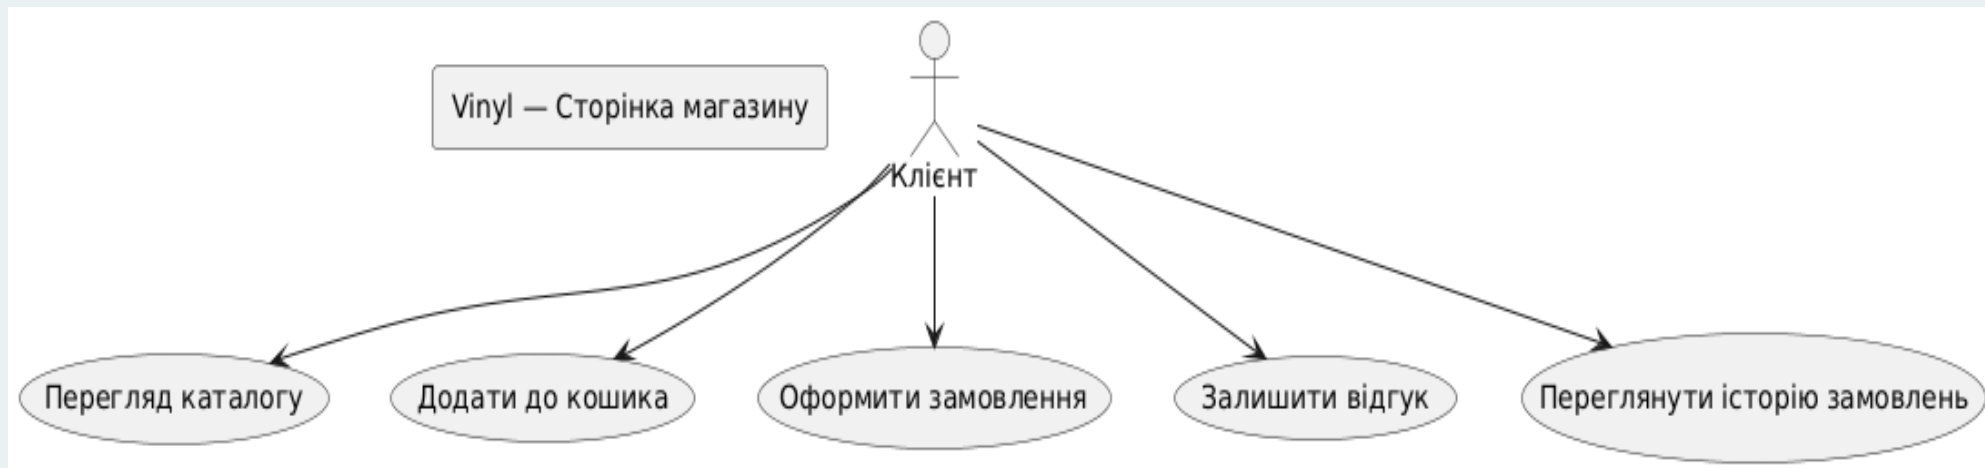 Vinyl — Сторінка магазину
Клієнт
Перегляд каталогу
Додати до кошика
Оформити замовлення
Залишити відгук
Переглянути історію замовлень